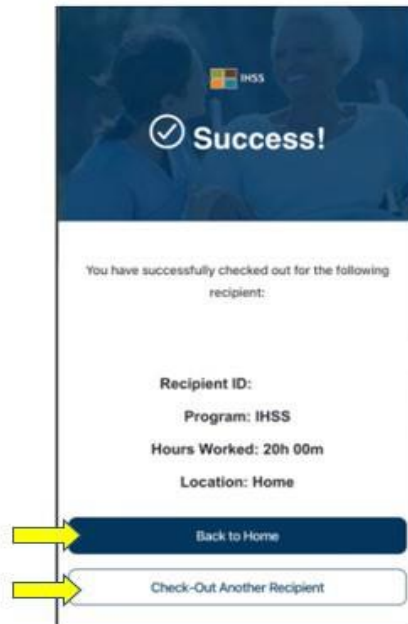 IHSS
Success!
You have successfully checked out for the following
recipient:
Recipient ID:
Program: IHSS
Hours Worked: 20h 00m
Location: Home
Back to Home
Check-Out Another Recipient